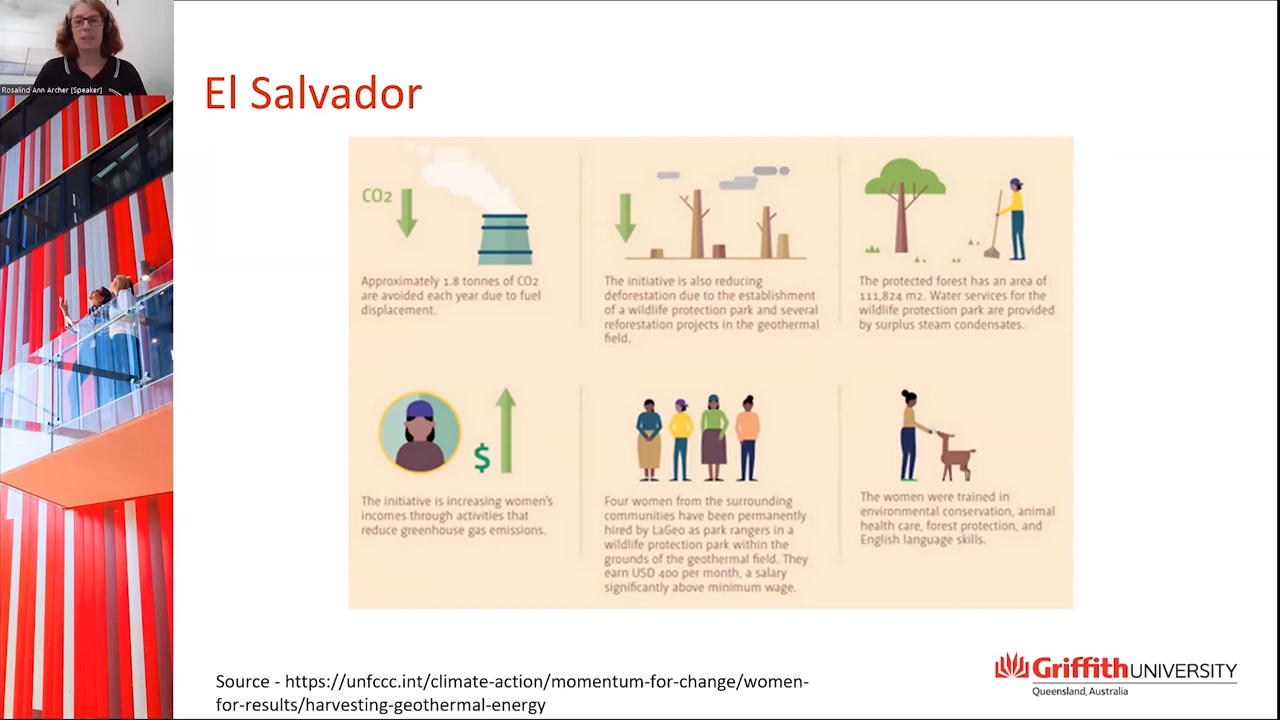 Rosalind Ann Archer [Speaker]
El Salvador
CO2
Approximately 1.8 tonnes of CO2
are avoided each year due to fuel
displacement.
The initiative is also reducing
deforestation due to the establishment
of a wildlife protection park and several
reforestation projects in the geothermal
field.
The protected forest has an area of
111,824 m2. Water services for the
wildlife protection park are provided
by surplus steam condensates.
$
The initiative is increasing women's
incomes through activities that
reduce greenhouse gas emissions.
Four women from the surrounding
communities have been permanently
hired by LaGeo as park rangers in a
wildlife protection park within the
grounds of the geothermal field. They
earn USD 400 per month, a salary
significantly above minimum wage.
The women were trained in
environmental conservation, animal
health care, forest protection, and
English language skills.
Source - https://unfccc.int/climate-action/momentum-for-change/women-
for-results/harvesting-geothermal-energy
Griffith UNIVERSITY
Queensland, Australia